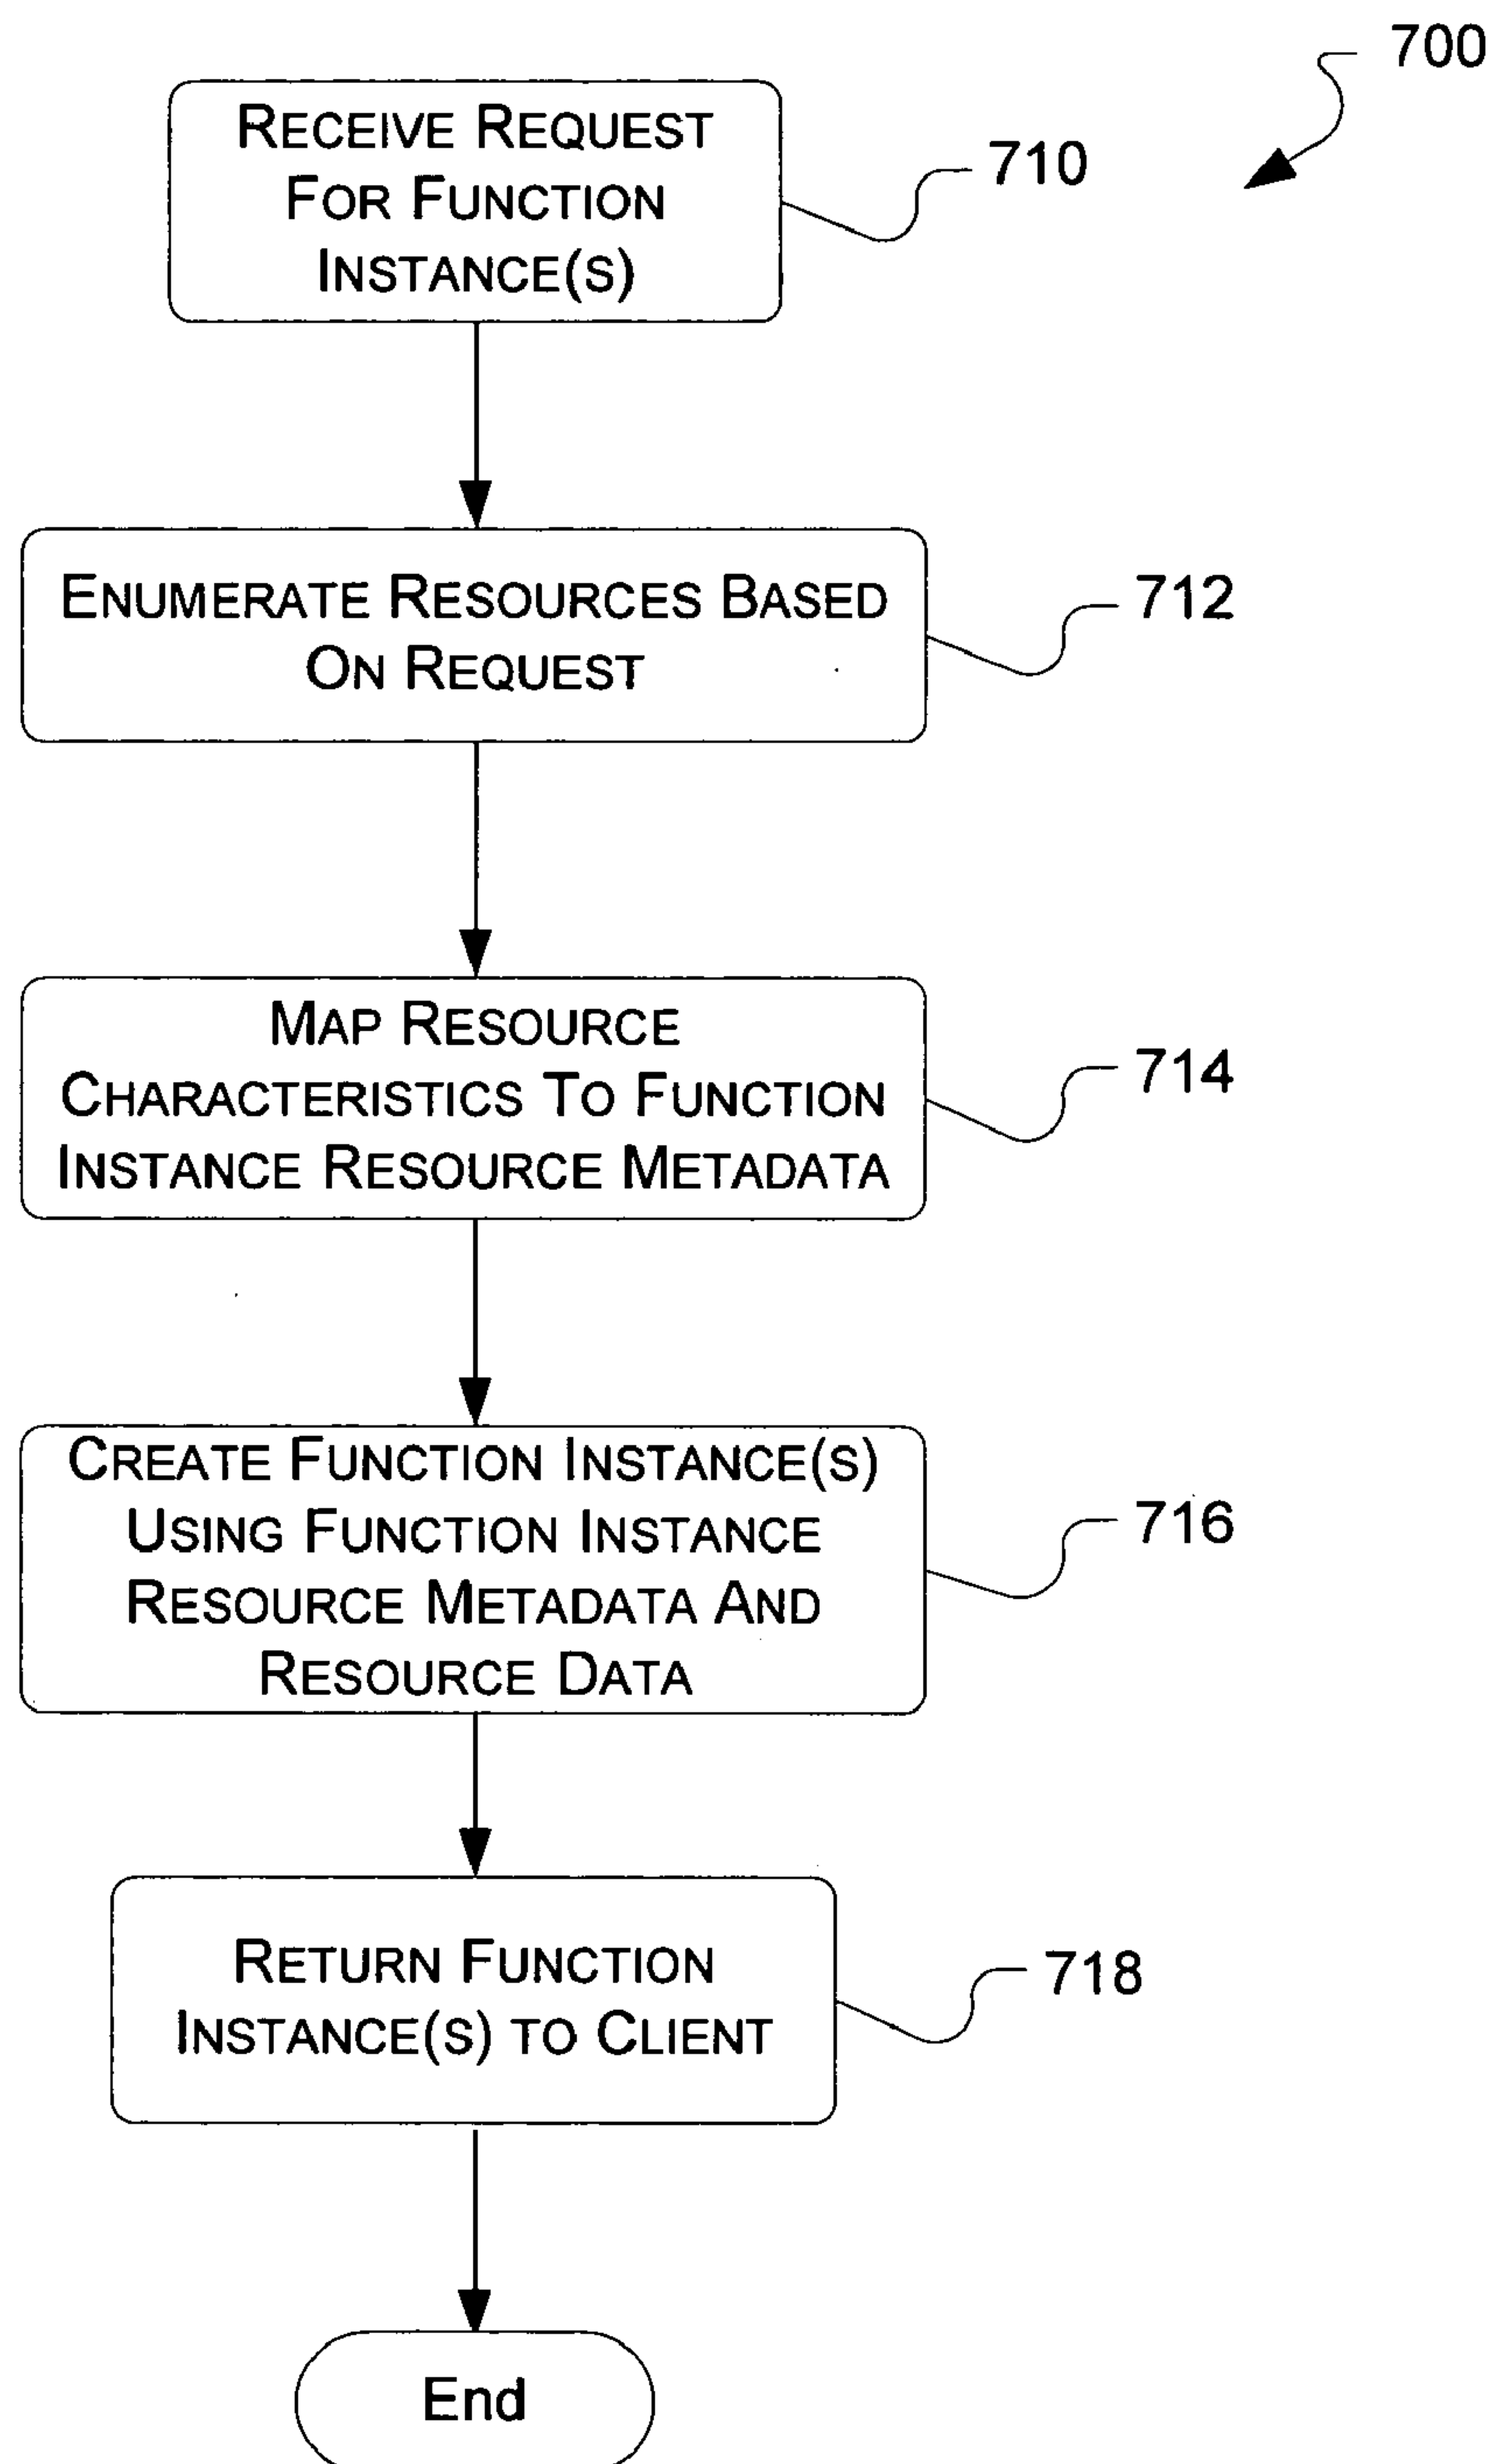 700
RECEIVE REQUEST
FOR FUNCTION
INSTANCE(S)
710
ENUMERATE RESOURCES BASED
ON REQUEST
712
MAP RESOURCE
CHARACTERISTICS TO FUNCTION
INSTANCE RESOURCE METADATA
714
CREATE FUNCTION INSTANCE(S)
USING FUNCTION INSTANCE
RESOURCE METADATA AND
RESOURCE DATA
716
RETURN FUNCTION
INSTANCE(S) TO CLIENT
718
End